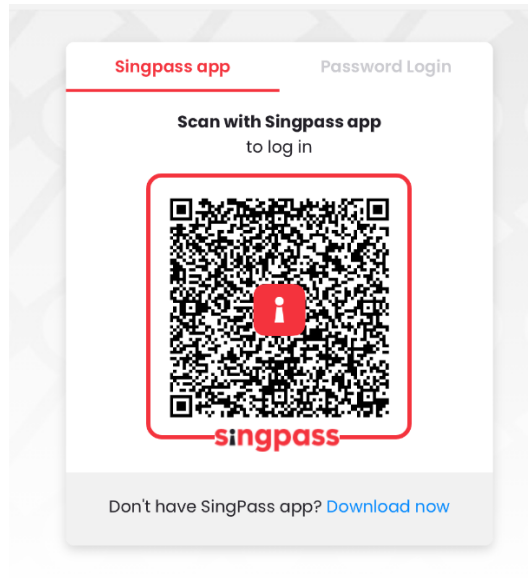 Singpass app
Password Login
Scan with Singpass app
to log in
singpass
Don't have SingPass app? Download now